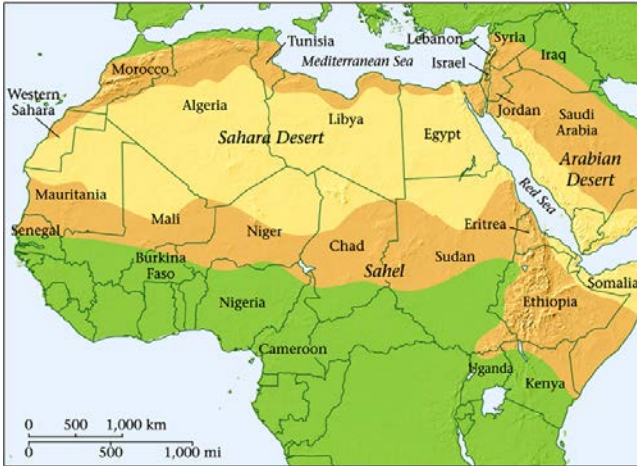 Tunisia
Lebanon
Syria
Mediterranean Sea
Iraq
Morocco
Israel
Western
Sahara
Algeria
Libya
Jordan
Saudi
Arabia
Sahara Desert
Egypt
Arabian
Desert
Red Sea
Mauritania
Mali
Niger
Eritrea
Senegal
Chad
Sudan
Burkina
Faso
Sahel
Somalia
Nigeria
Ethiopia
Cameroon
Uganda
Kenya
0 500 1,000 km
0 500 1,000 mi